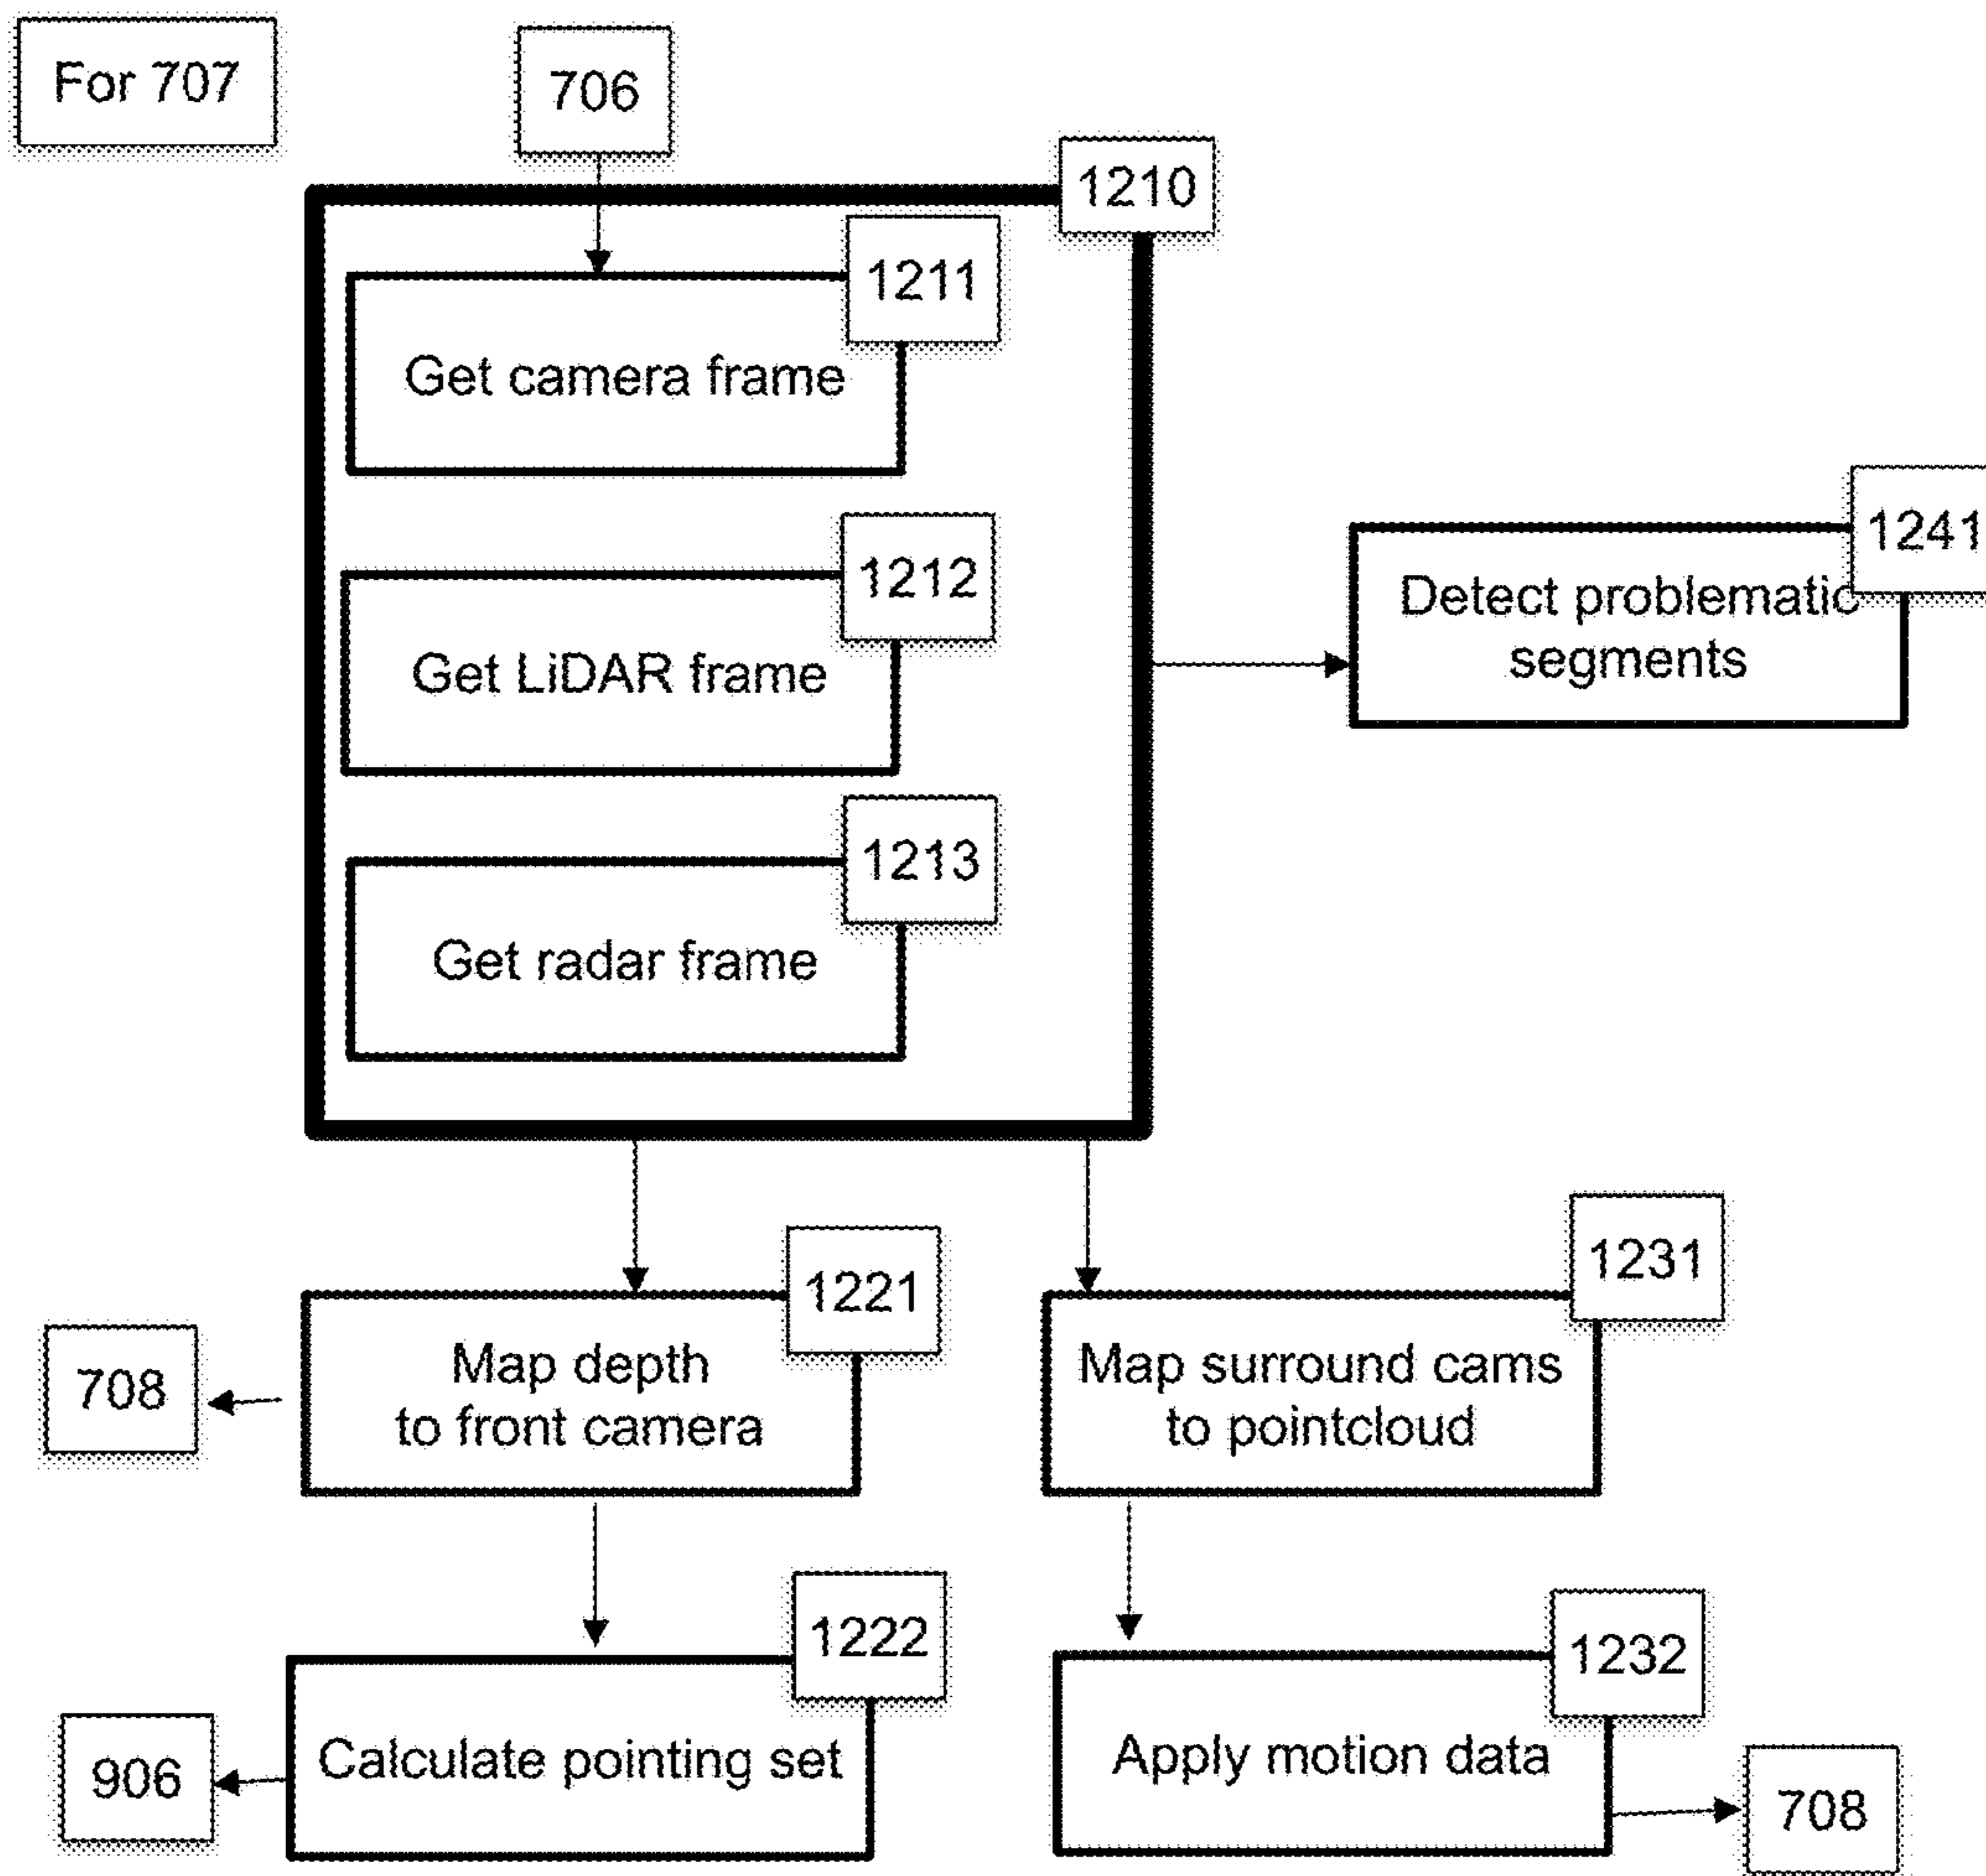 For 707
706
1210
1211
Get camera frame
1212
Get LiDAR frame
1213
Get radar frame
1241
Detect problematic
segments
1221
Map depth
to front camera
708
1231
Map surround cams
to pointcloud
1222
Calculate pointing set
906
1232
Apply motion data
708